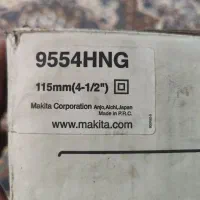 9554HNG
115mm(4-1/2")
Makita Corporation Anjo,Aichi,Japan
Made in P.R.C.
www.makita.com